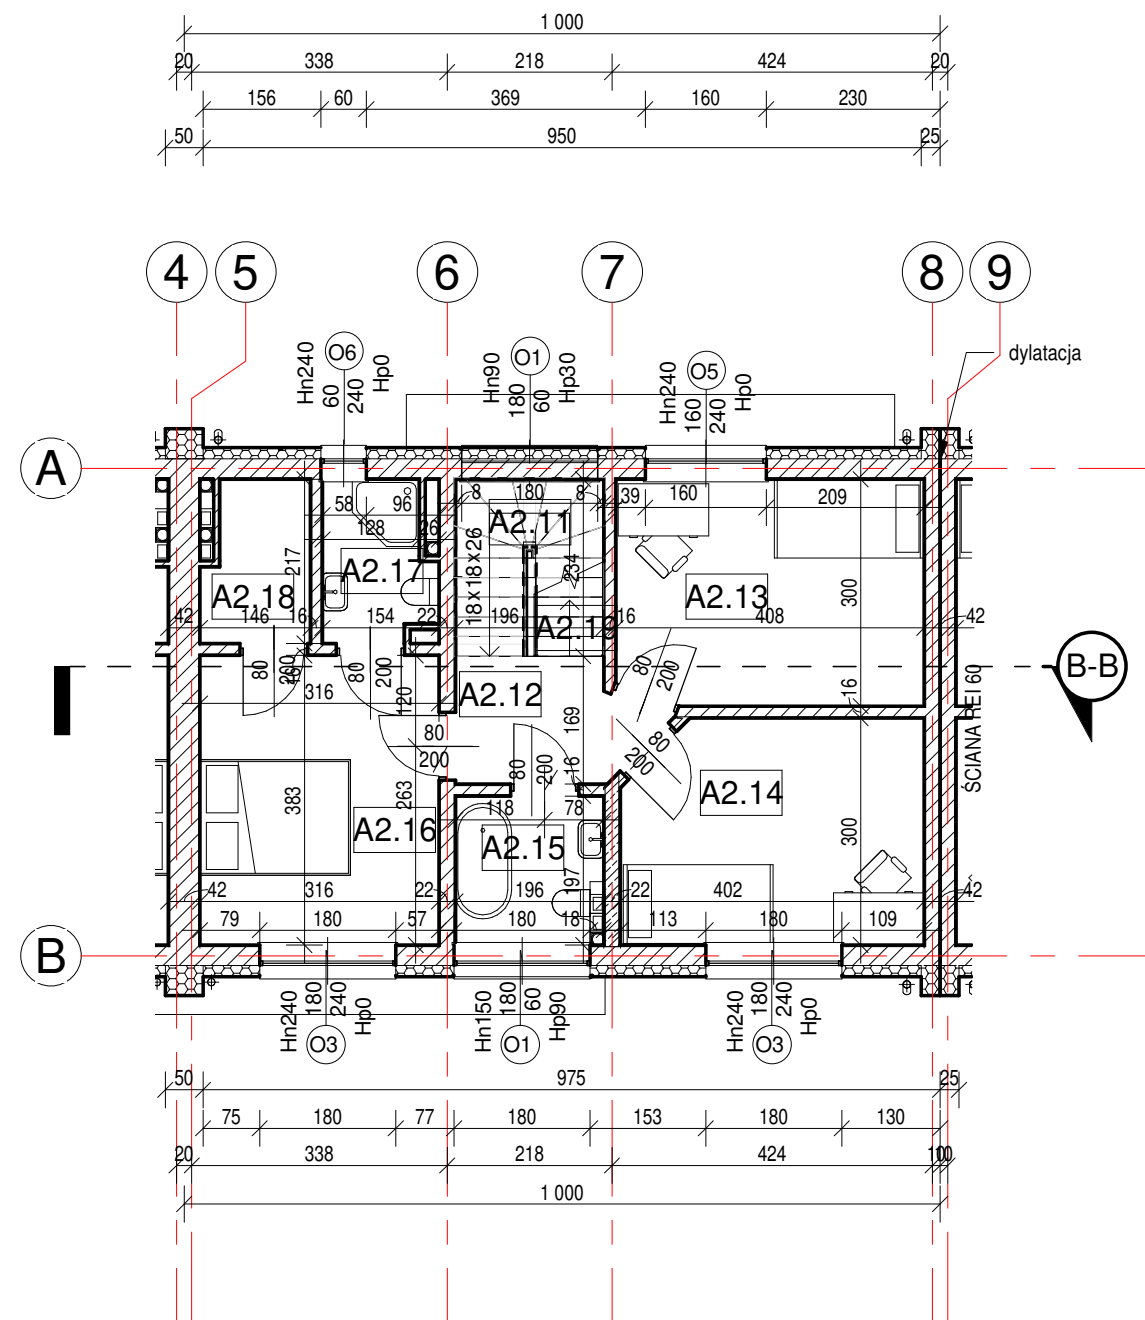 1 000
20 338 218 424 20
156 60 369 160 230
50 950 25
4 5 6 7 8 9
dylatacja
O6
Hn240
60
240
Hp0
O1
Hn90
180
60
Hp30
O5
Hn240
160
240
Hp0
A
58 96 8 180 8 39 160 209
A2.11
128 26
A2.17
217
18x18x26
234
A2.18
A2.13
300
42 146 16 154 22 196 16 408 42
80
200
80
200
120
80
200
B-B
316
A2.12
16
169
80
200
80
200
80
200
16
ŚCIANA REI 60
383
263
118 78
A2.16
A2.15
A2.14
300
197
42 316 22 196 22 402 42
79 180 57 180 18 113 180 109
B
Hn240
180
240
Hp0
O3
Hn150
180
60
Hp90
O1
Hn240
180
240
Hp0
O3
50 975 25
75 180 77 180 153 180 130
20 338 218 424
1 000